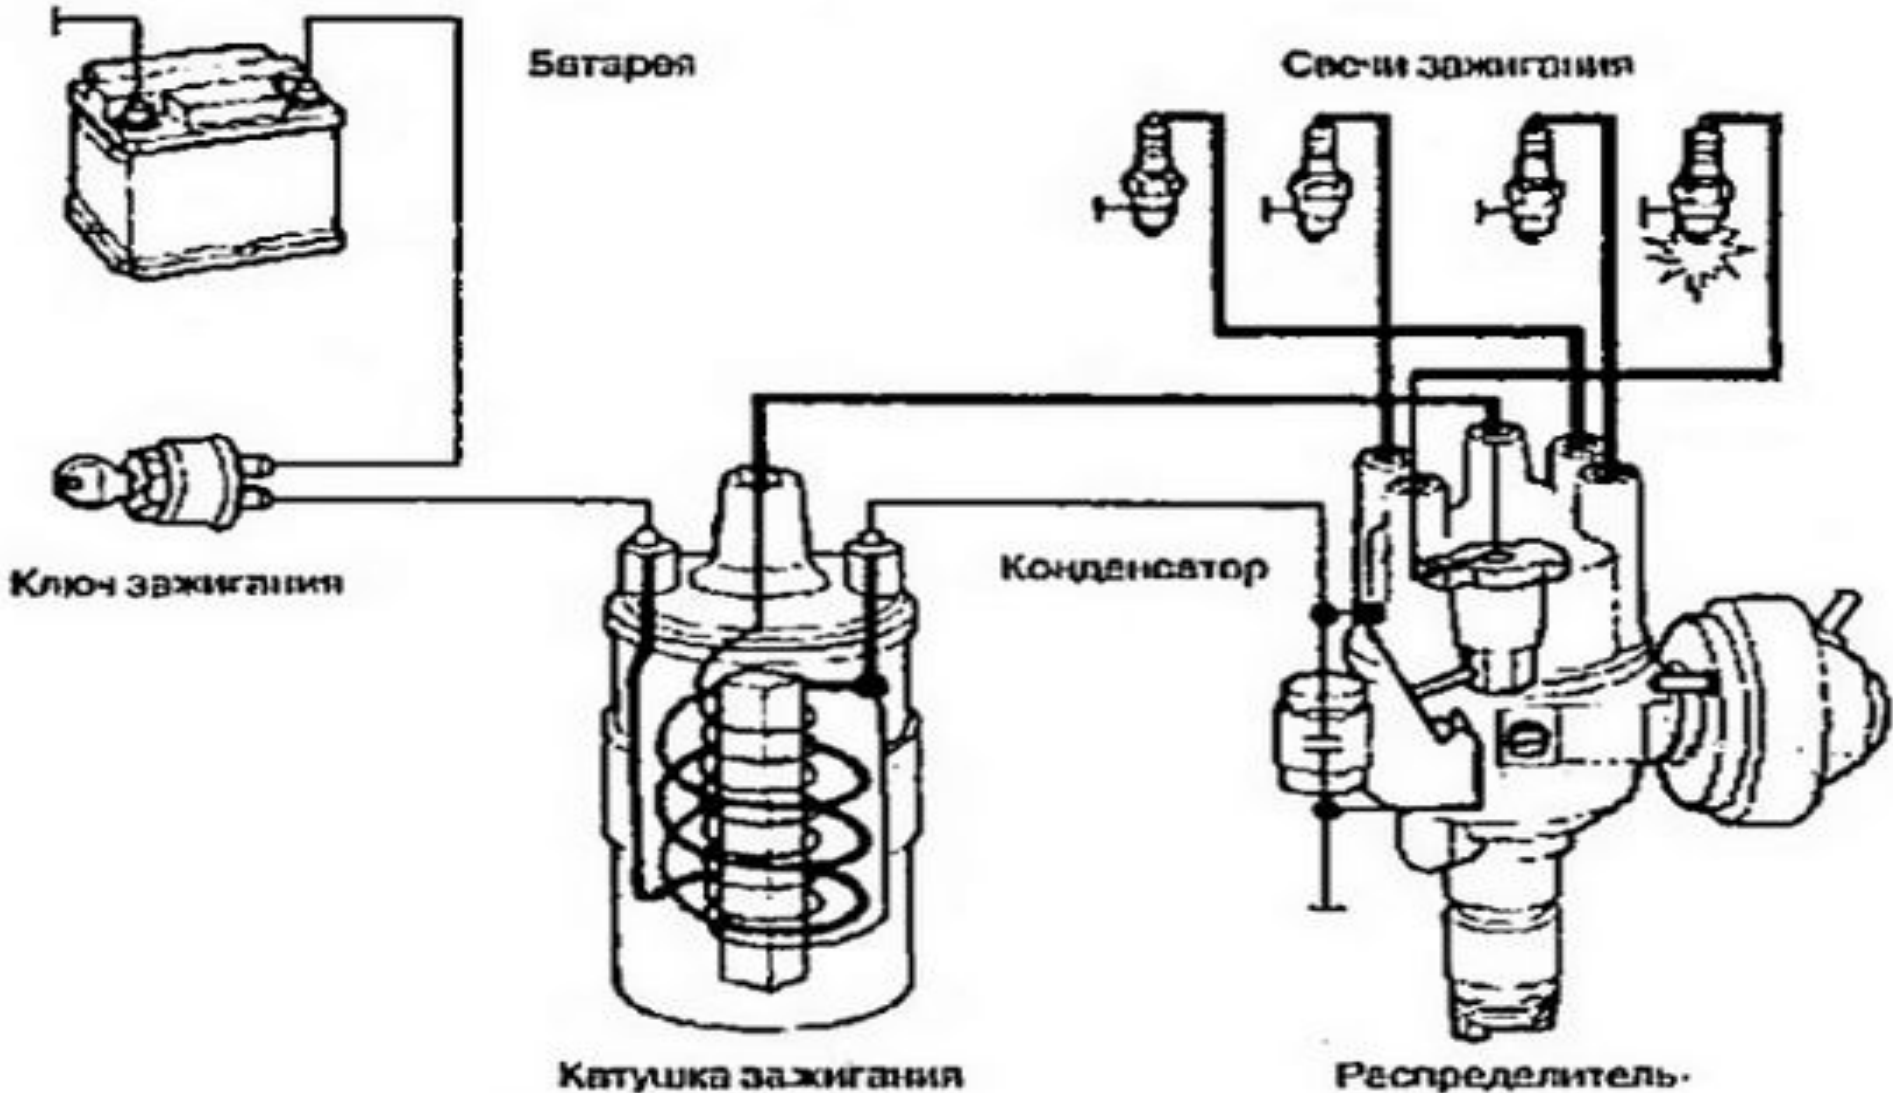 Батарея
Свечи зажигания
Ключ зажигания
Конденсатор
Катушка зажигания
Распределитель-